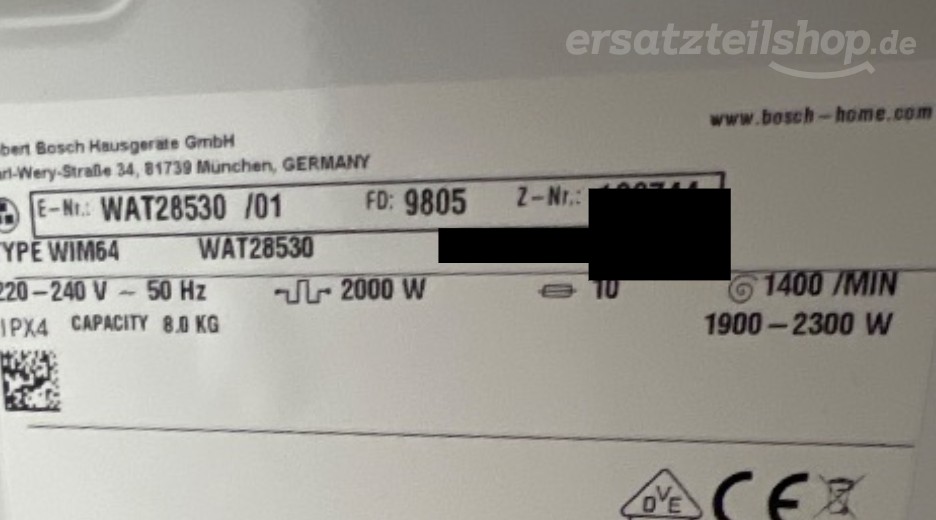 ersatzteilshop.de
www.bosch-home.com
bert Bosch Hausgeräte GmbH
rl-Wery-Straße 34, 81739 München, GERMANY
E-Nr.: WAT28530 /01 FD: 9805 Z-Nr.:
YPE WIM64 WAT28530
220-240 V ~ 50 Hz 2000 W 10 1400 /MIN
IPX4 CAPACITY 8.0 KG 1900-2300 W
DVE CE